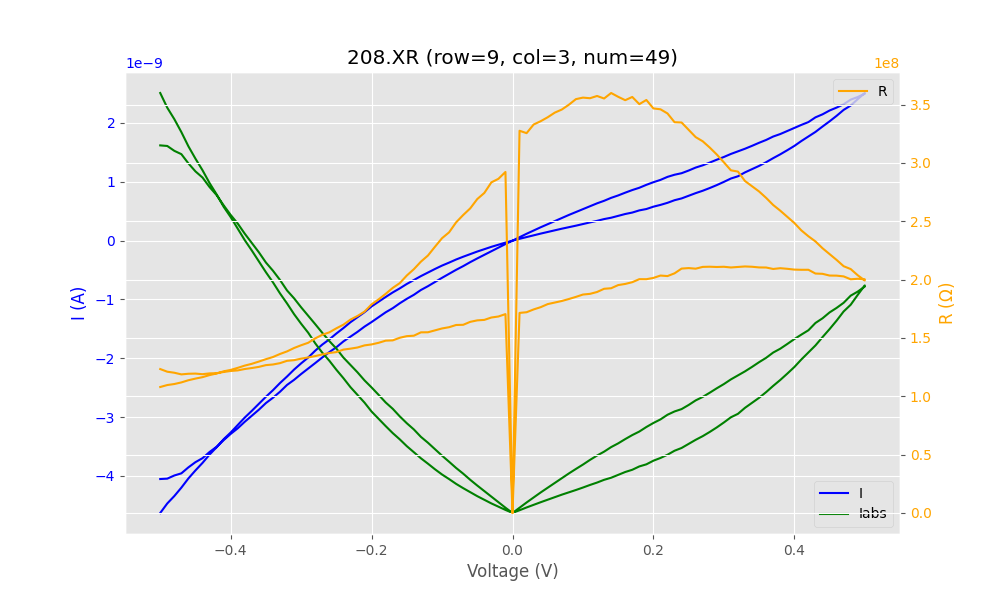 208.XR (row=9, col=3, num=49)
1e−9
1e8
R
2
1
0
−1
−2
−3
−4
I (A)
3.5
3.0
2.5
2.0
1.5
1.0
0.5
0.0
R (Ω)
I
Iabs
−0.4
−0.2
0.0
0.2
0.4
Voltage (V)